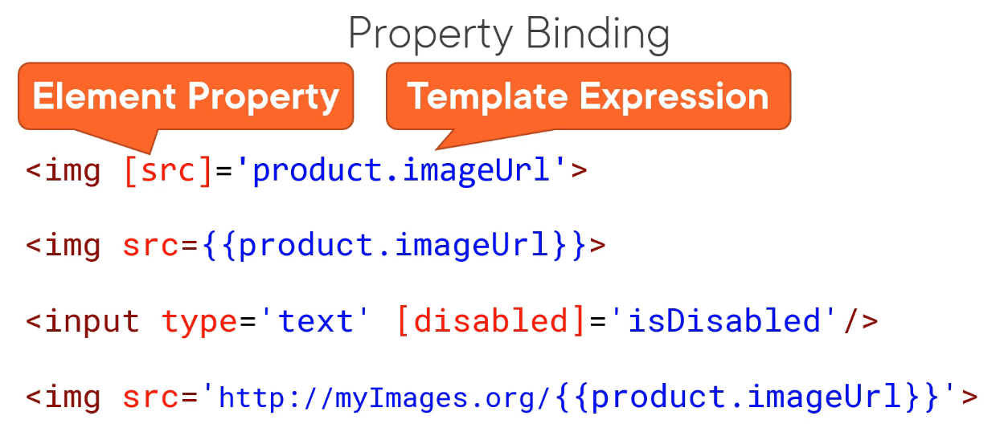 Property Binding
Element Property
Template Expression
<img [src]='product.imageUrl'>
<img src={{product.imageUrl}}>
<input type='text' [disabled]='isDisabled'/>
<img src='http://myImages.org/{{product.imageUrl}}'>